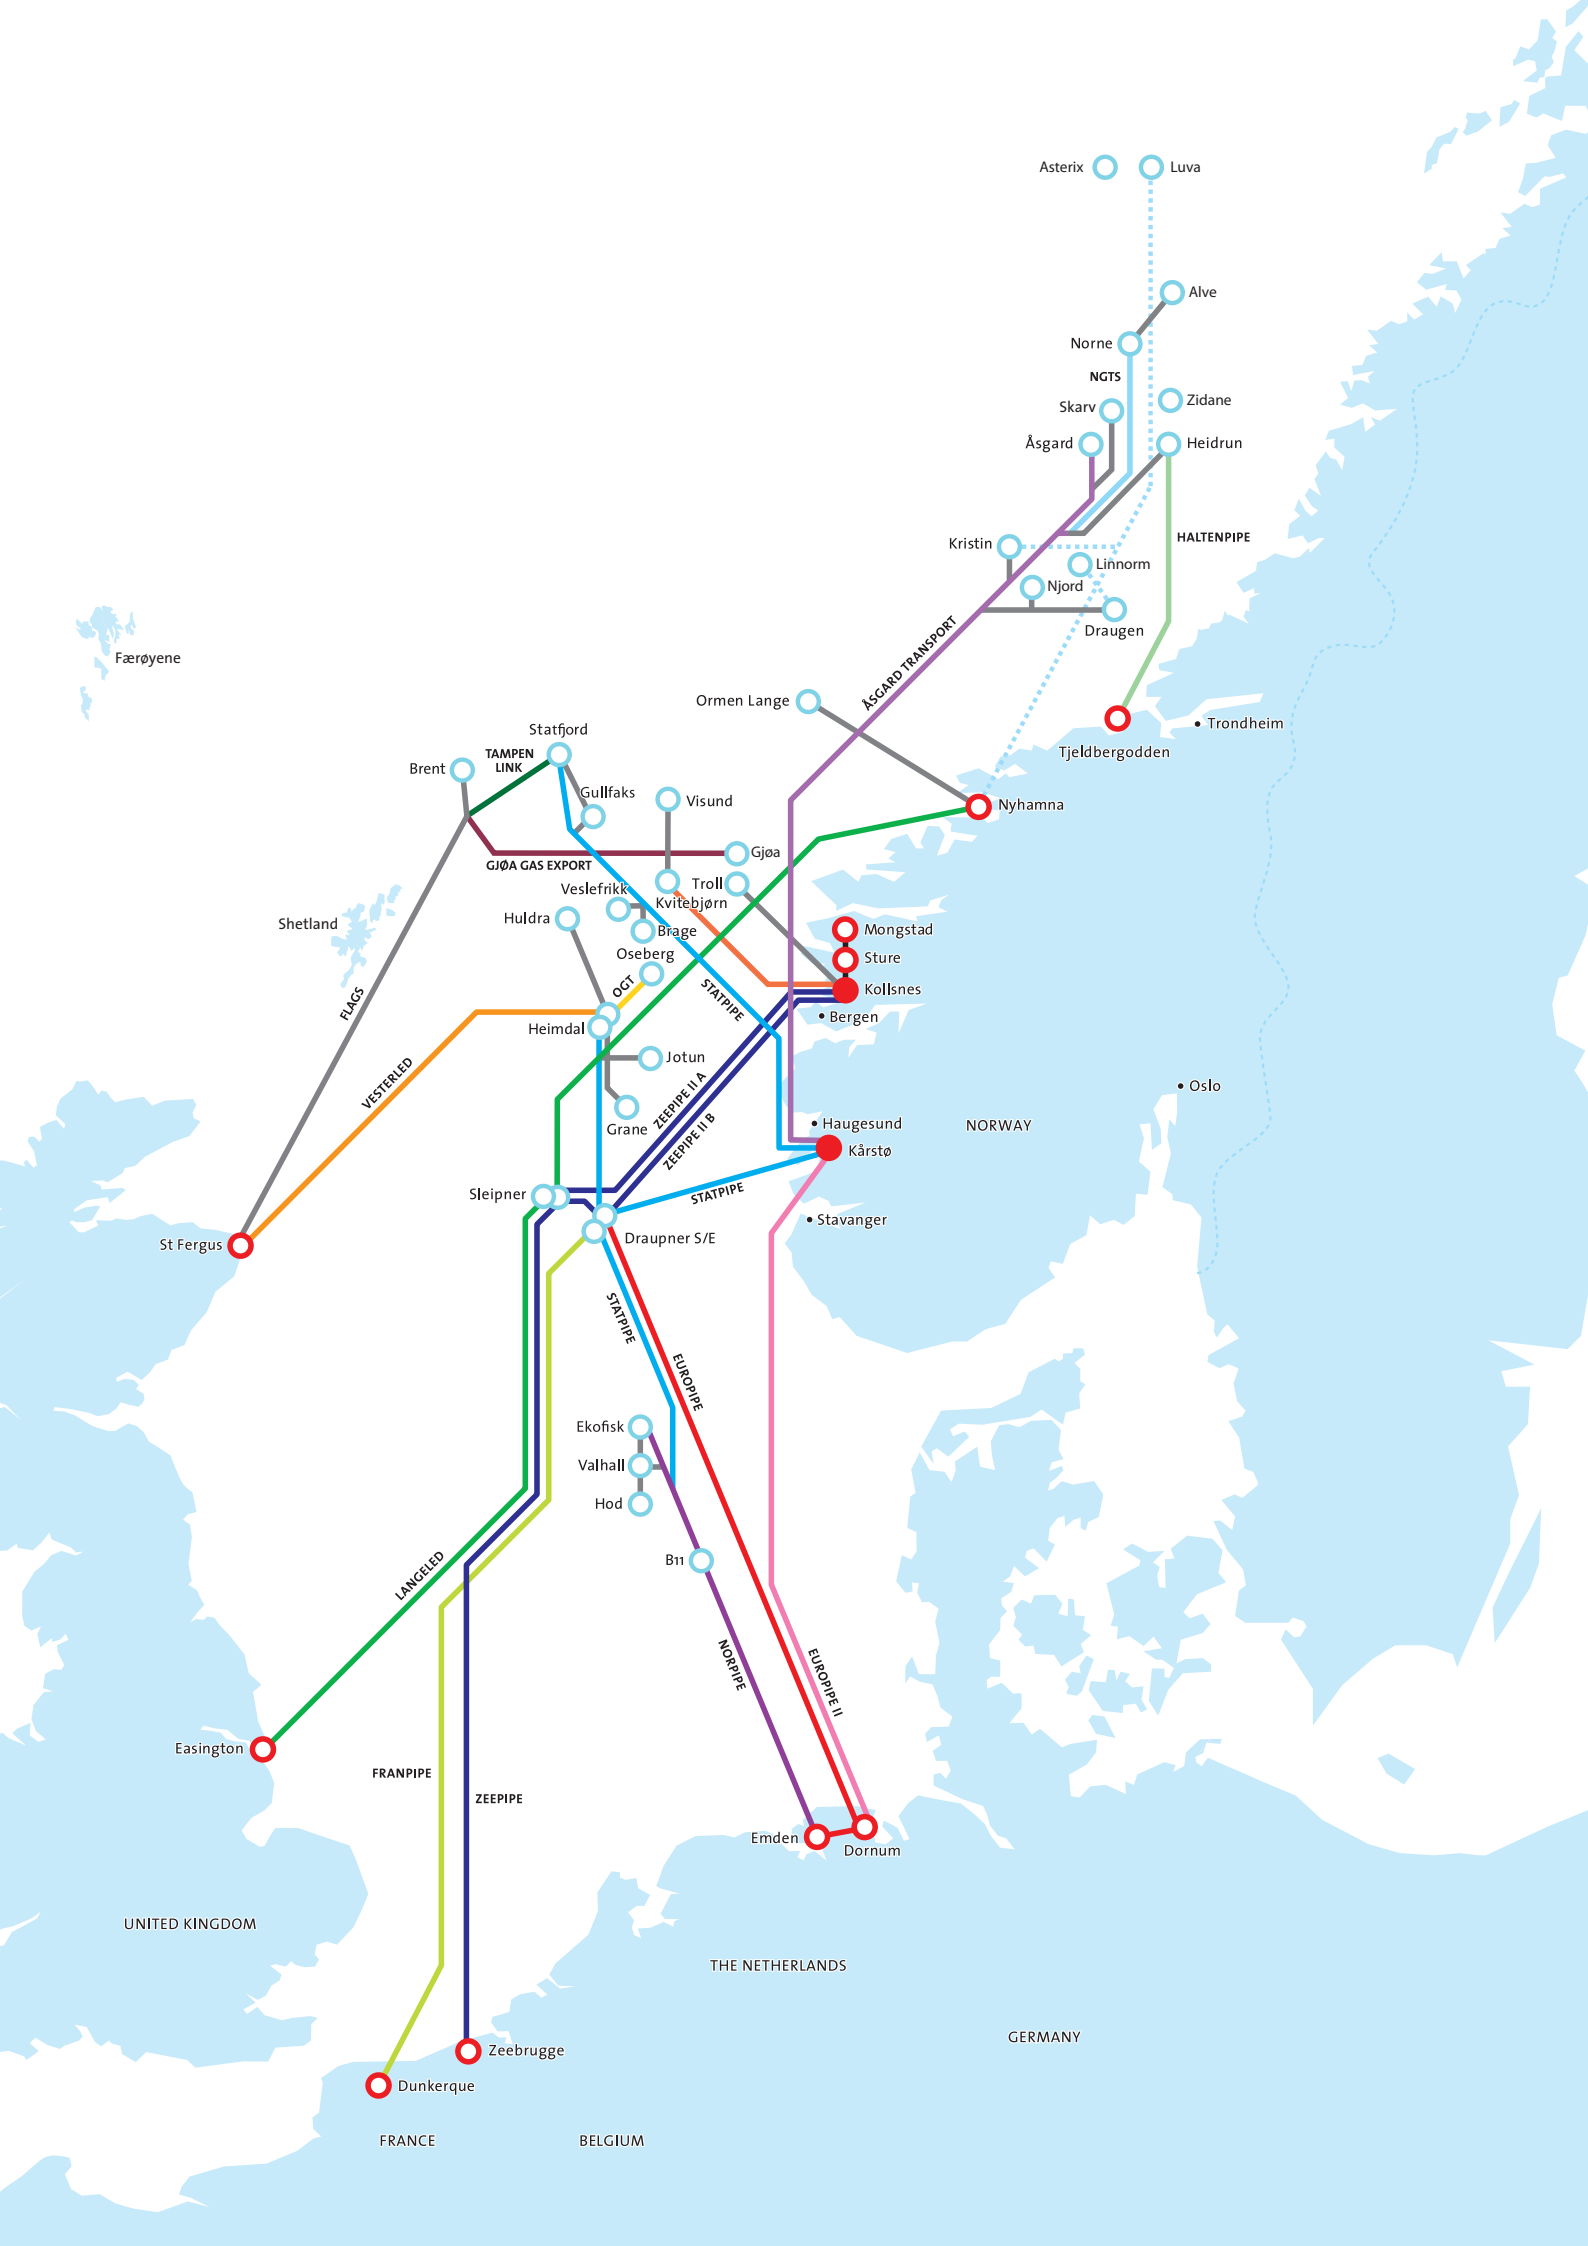 Asterix
Luva
Alve
Norne
NGTS
Zidane
Skarv
Åsgard
Heidrun
HALTENPIPE
Kristin
Linnorm
Njord
Draugen
ÅSGARD TRANSPORT
Færøyene
Ormen Lange
Trondheim
Tjeldbergodden
Statfjord
TAMPEN
LINK
Brent
Gullfaks
Visund
Nyhamna
Gjøa
GJØA GAS EXPORT
Troll
Veslefrikk
Kvitebjørn
Huldra
Shetland
Brage
Mongstad
Oseberg
Sture
OGT
STATPIPE
Kollsnes
FLAGS
Bergen
Heimdal
Jotun
VESTERLED
ZEEPIPE II A
Oslo
Grane
ZEEPIPE II B
Haugesund
NORWAY
Kårstø
Sleipner
STATPIPE
Stavanger
St Fergus
Draupner S/E
STATPIPE
EUROPIPE
Ekofisk
Valhall
Hod
B11
LANGELED
NORPIPE
EUROPIPE II
Easington
FRANPIPE
ZEEPIPE
Emden
Dornum
UNITED KINGDOM
THE NETHERLANDS
GERMANY
Zeebrugge
Dunkerque
FRANCE
BELGIUM